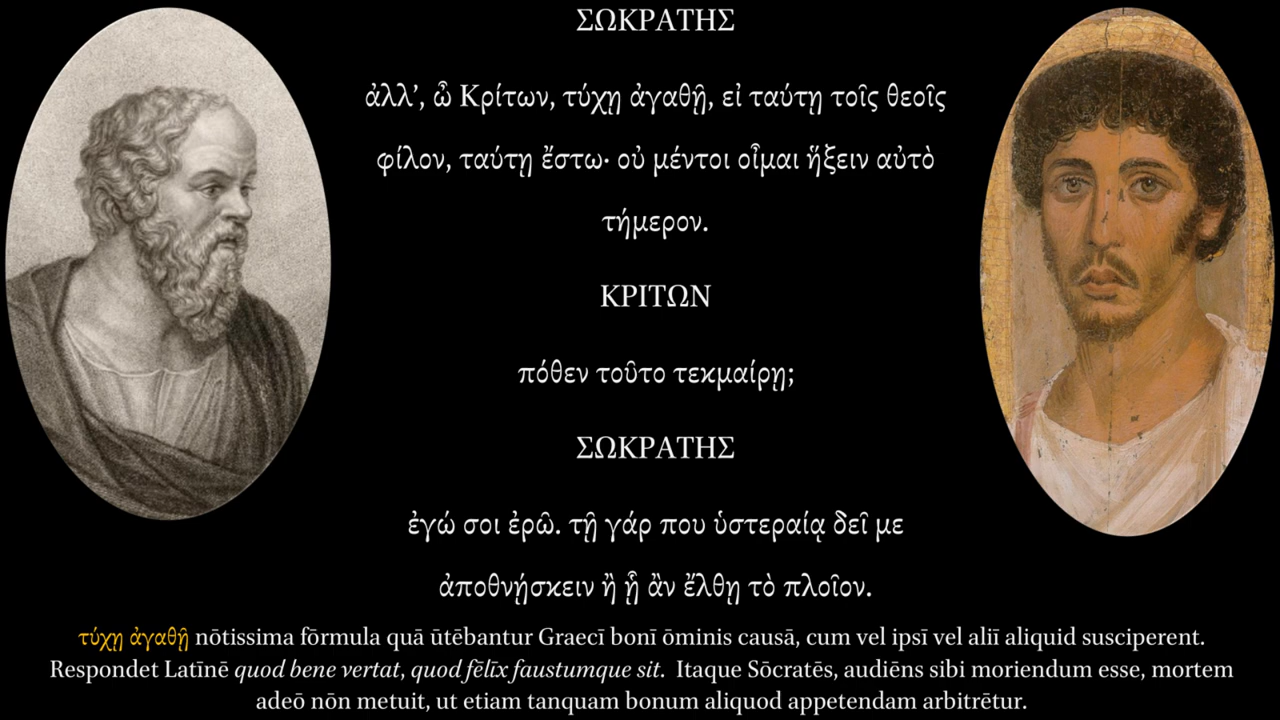 ΣΩΚΡΑΤΗΣ
ἀλλ’, ὦ Κρίτων, τύχῃ ἀγαθῇ, εἰ ταύτῃ τοῖς θεοῖς
φίλον, ταύτῃ ἔστω· οὐ μέντοι οἶμαι ἥξειν αὐτὸ
τήμερον.
ΚΡΙΤΩΝ
πόθεν τοῦτο τεκμαίρῃ;
ΣΩΚΡΑΤΗΣ
ἐγώ σοι ἐρῶ. τῇ γάρ που ὑστεραίᾳ δεῖ με
ἀποθνῄσκειν ἢ ᾗ ἂν ἔλθῃ τὸ πλοῖον.
τύχῃ ἀγαθῇ nōtissima fōrmula quā ūtēbantur Graecī bonī ōminis causā, cum vel ipsī vel aliī aliquid susciperent.
Respondet Latīnē quod bene vertat, quod fēlīx faustumque sit. Itaque Sōcratēs, audiēns sibi moriendum esse, mortem
adeō nōn metuit, ut etiam tanquam bonum aliquod appetendam arbitrētur.